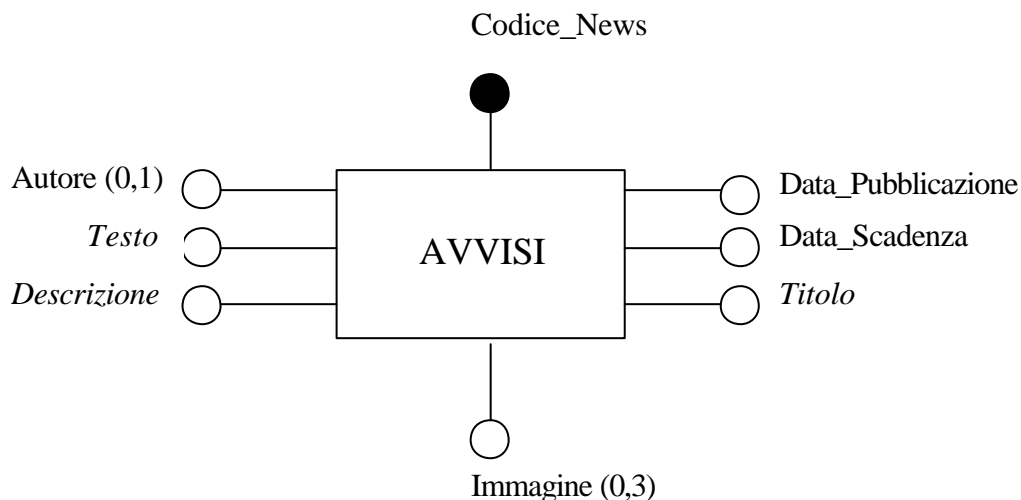 Codice_News
Autore (0,1)
Data_Pubblicazione
Testo
AVVISI
Data_Scadenza
Descrizione
Titolo
Immagine (0,3)